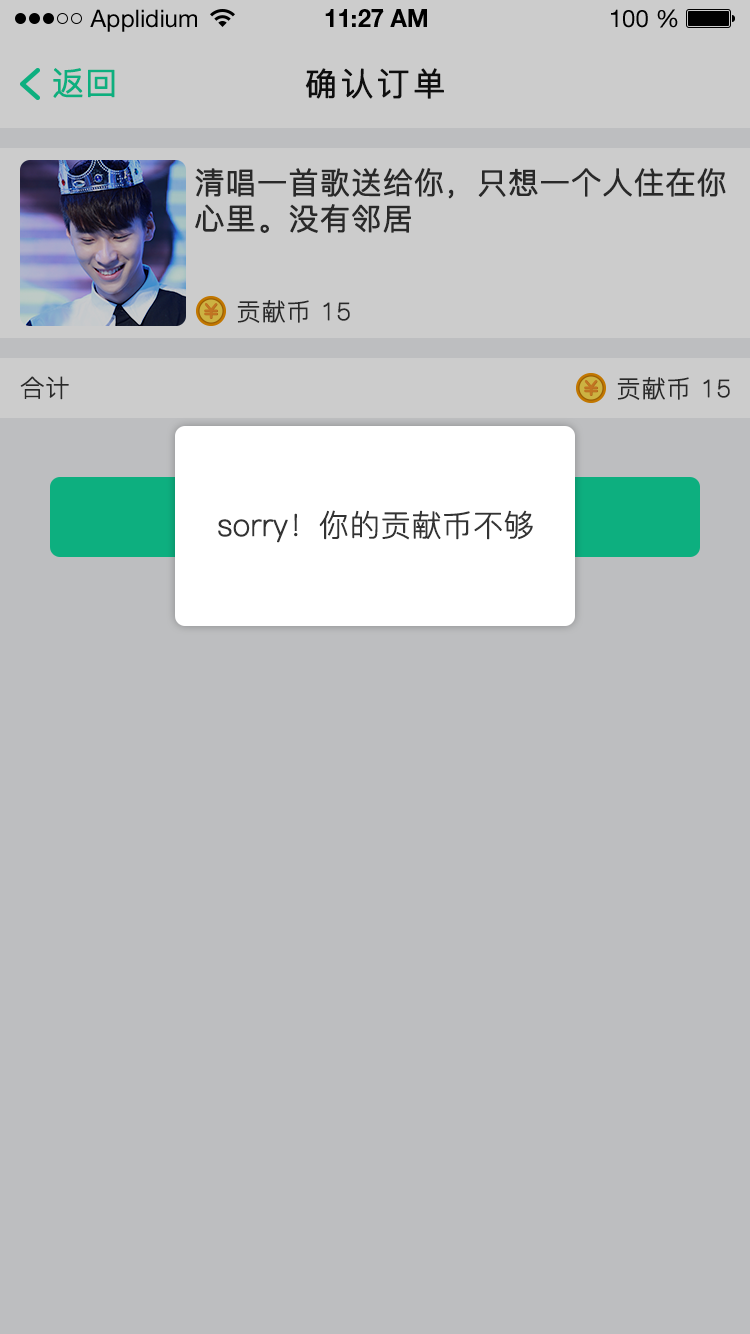 Applidium 11:27 AM 100 %
返回 确认订单
清唱一首歌送给你，只想一个人住在你
心里。没有邻居
贡献币 15
合计 贡献币 15
sorry！你的贡献币不够